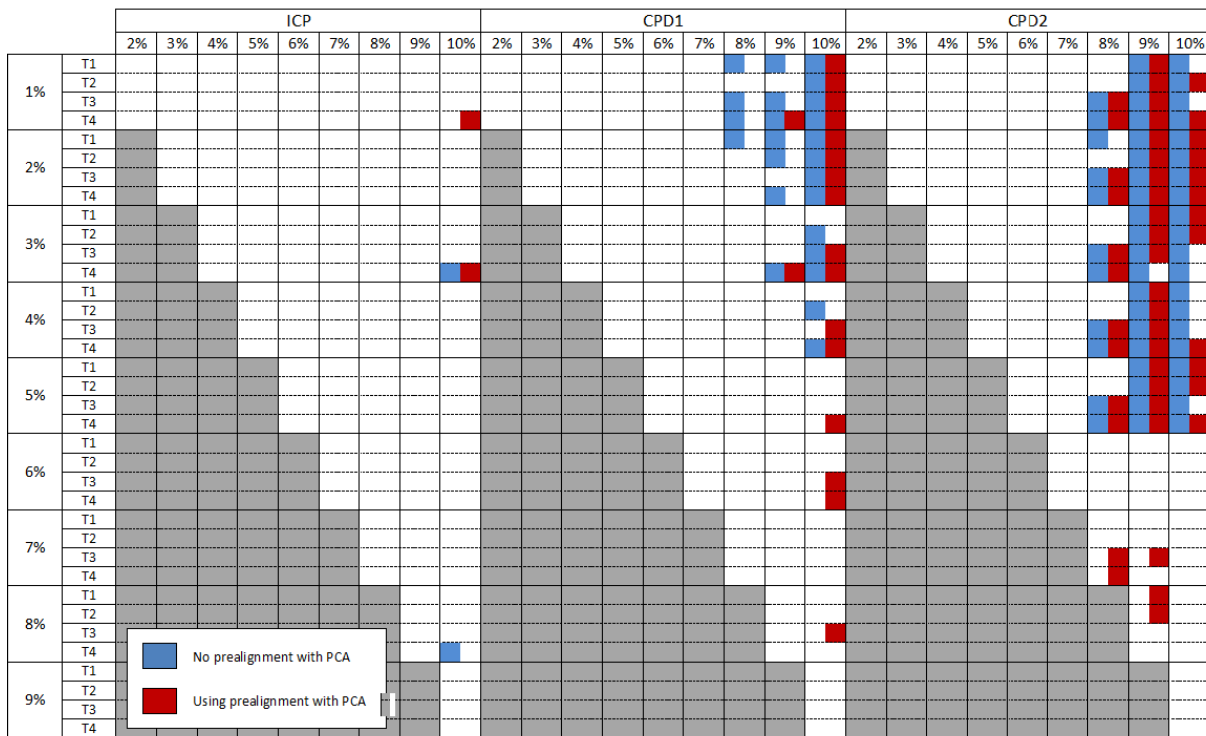 ICP CPD1 CPD2
2% 3% 4% 5% 6% 7% 8% 9% 10% 2% 3% 4% 5% 6% 7% 8% 9% 10% 2% 3% 4% 5% 6% 7% 8% 9% 10%
1% T1
T2
T3
T4
2% T1
T2
T3
T4
3% T1
T2
T3
T4
4% T1
T2
T3
T4
5% T1
T2
T3
T4
6% T1
T2
T3
T4
7% T1
T2
T3
T4
8% T1
T2
T3
T4
9% T1
T2
T3
T4
No prealignment with PCA
Using prealignment with PCA